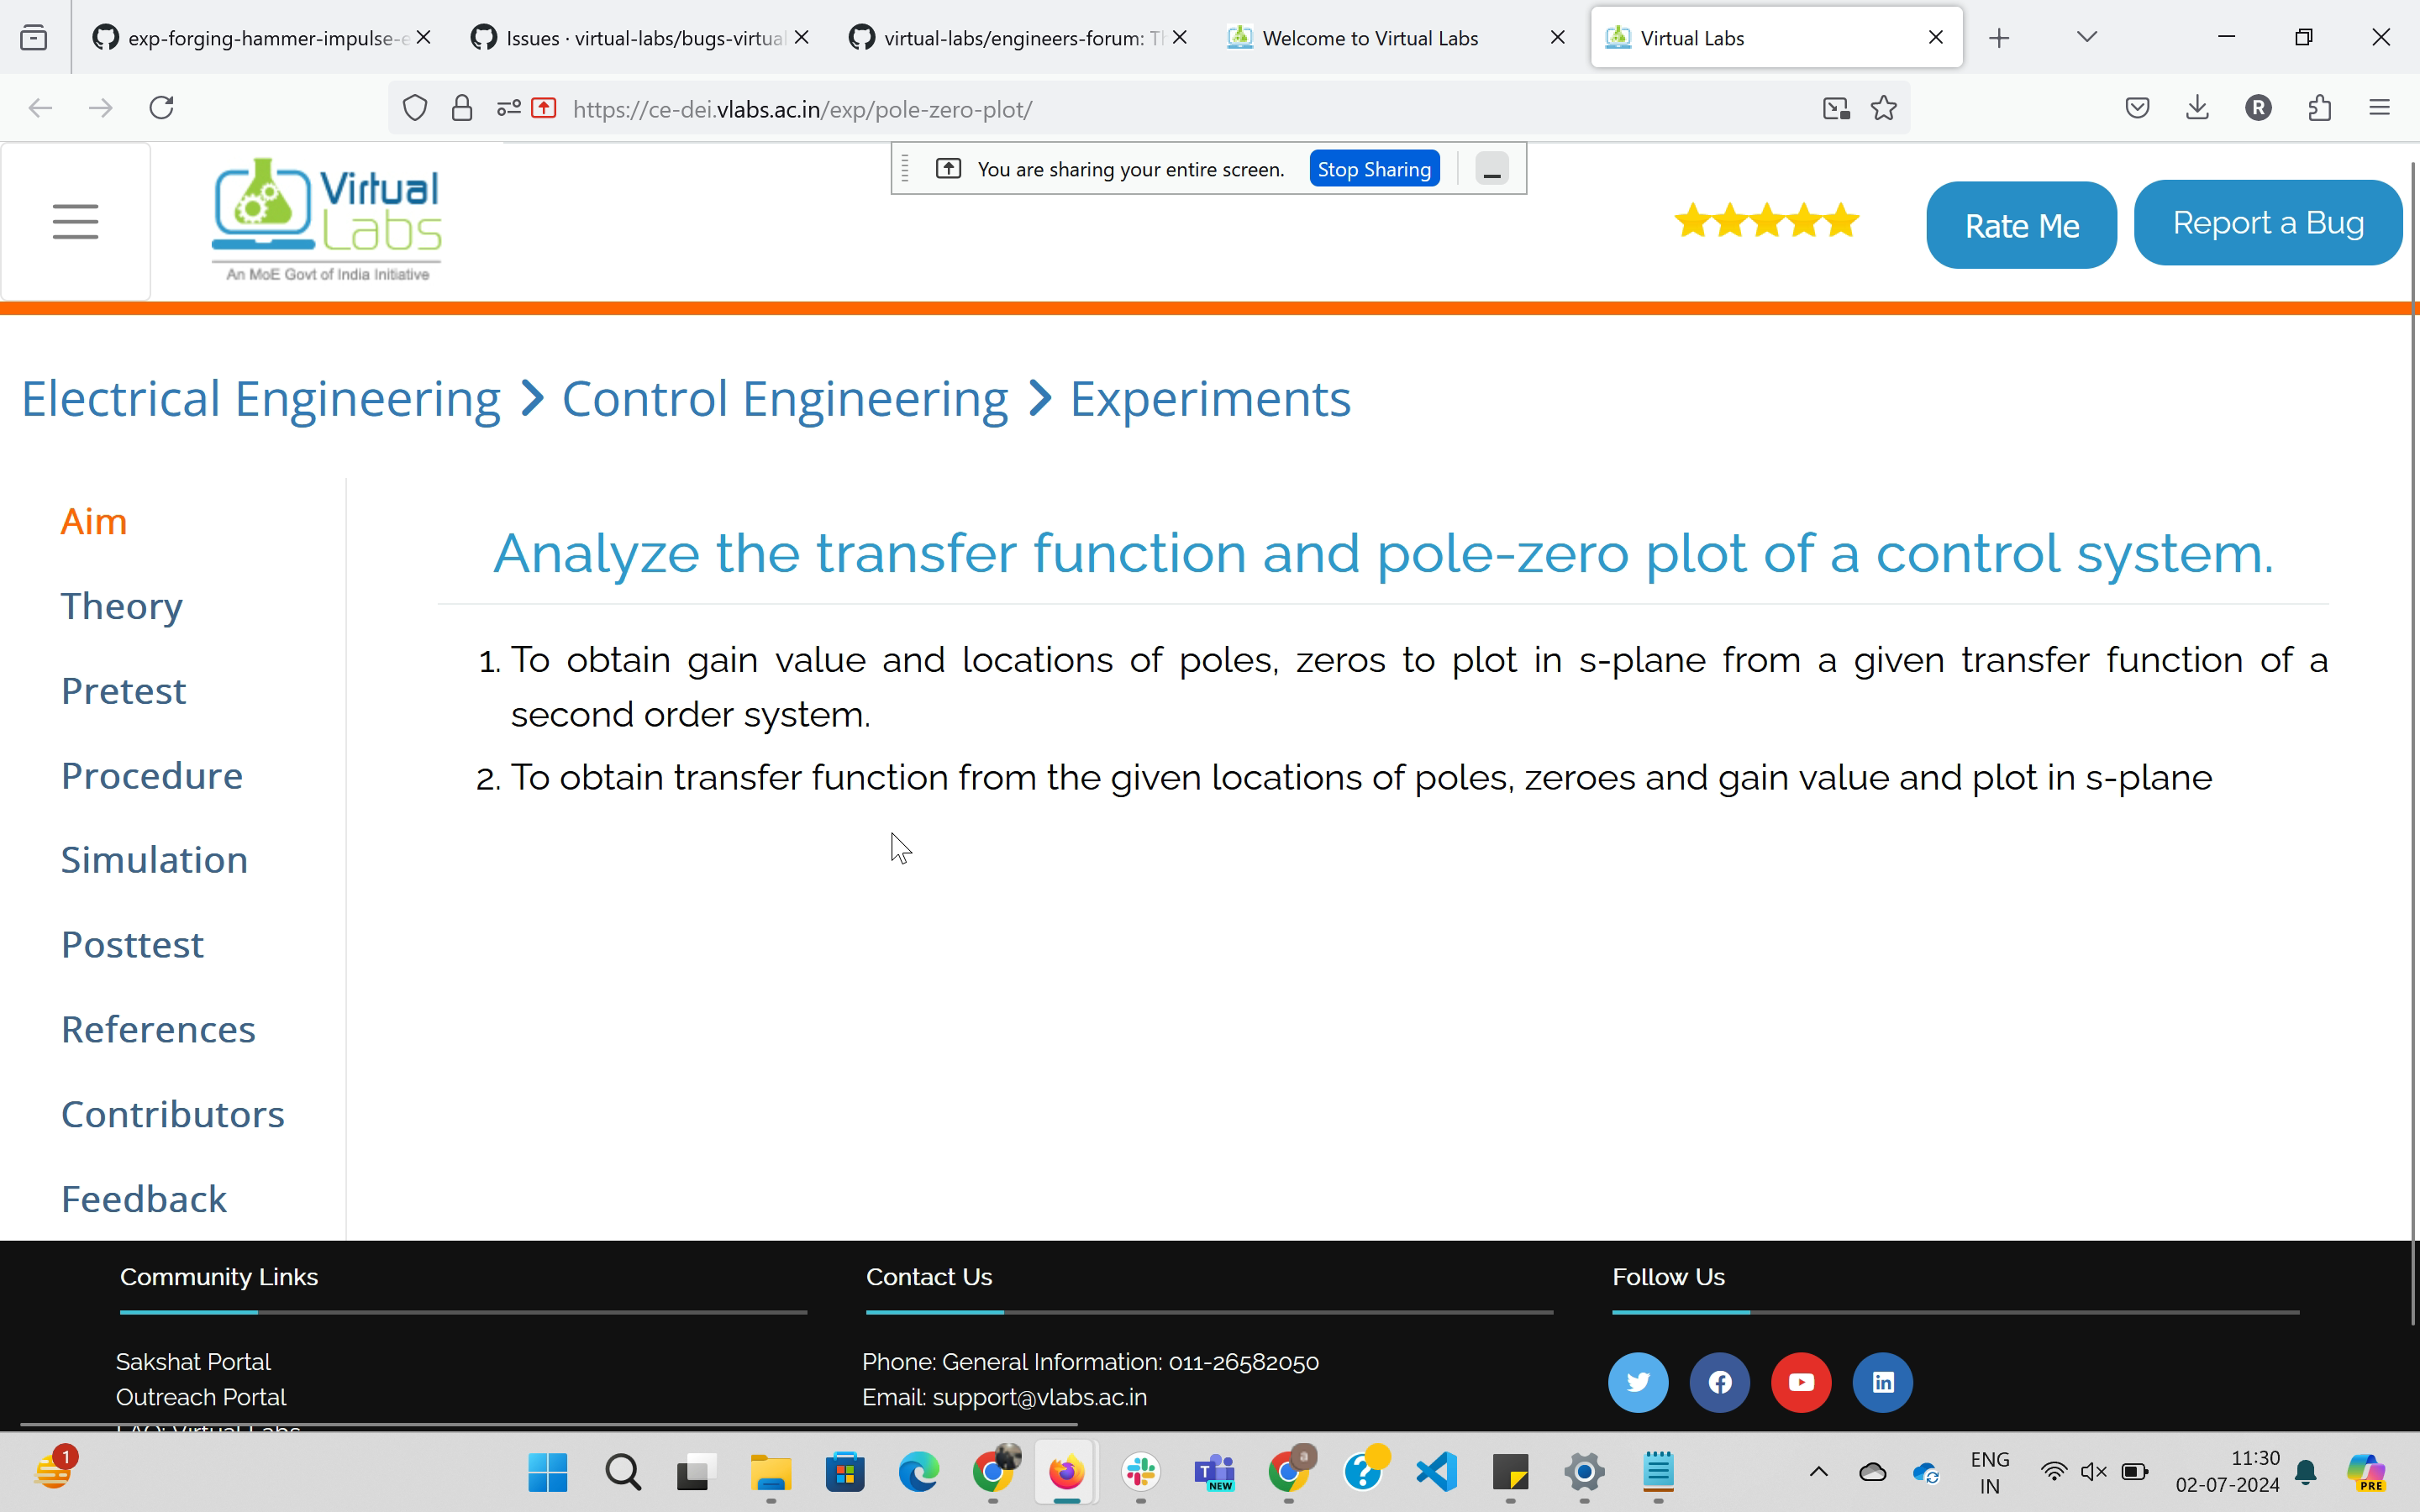 exp-forging-hammer-impulse-e
Issues · virtual-labs/bugs-virtual
virtual-labs/engineers-forum: Th
Welcome to Virtual Labs
Virtual Labs
https://ce-dei.vlabs.ac.in/exp/pole-zero-plot/
R
You are sharing your entire screen.
Stop Sharing
Virtual
Labs
An MoE Govt of India Initiative
Rate Me
Report a Bug
Electrical Engineering > Control Engineering > Experiments
Aim
Theory
Pretest
Procedure
Simulation
Posttest
References
Contributors
Feedback
Analyze the transfer function and pole-zero plot of a control system.
1. To obtain gain value and locations of poles, zeros to plot in s-plane from a given transfer function of a
second order system.
2. To obtain transfer function from the given locations of poles, zeroes and gain value and plot in s-plane
Community Links
Sakshat Portal
Outreach Portal
FAQ: Virtual Labs
Contact Us
Phone: General Information: 011-26582050
Email: support@vlabs.ac.in
Follow Us
1
NEW
a
ENG
IN
11:30
02-07-2024
PRE